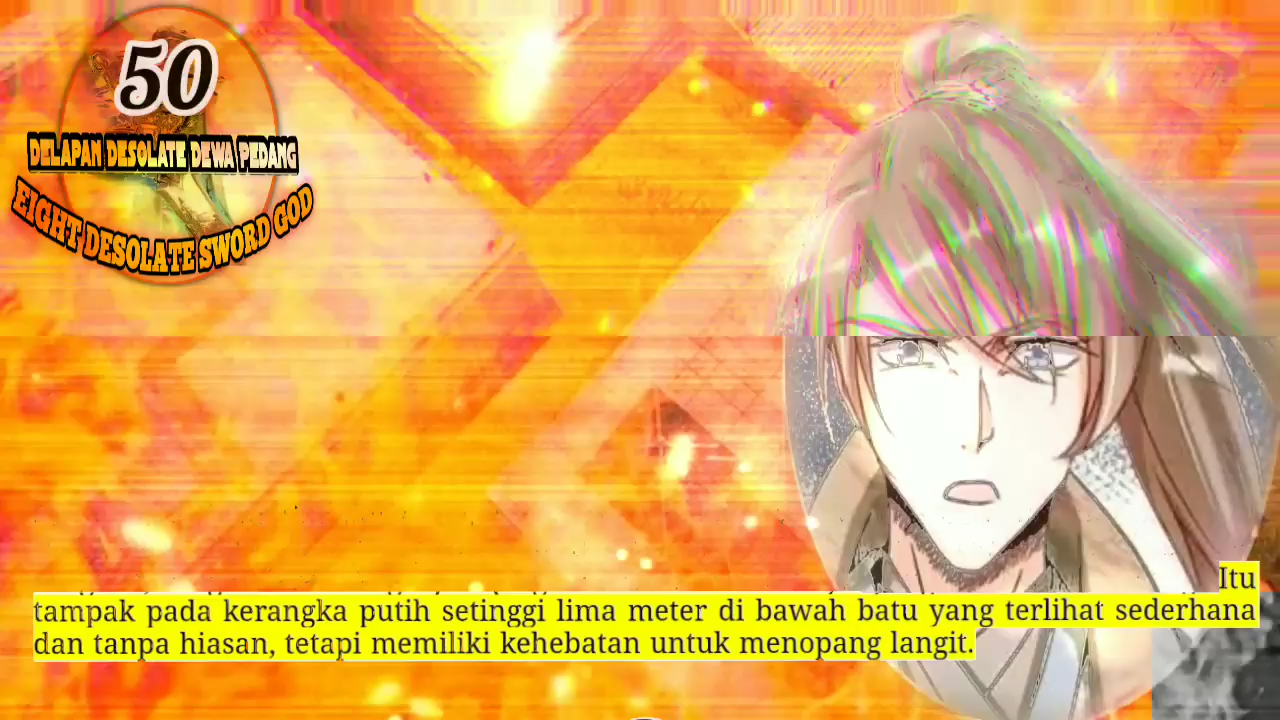 50
DELAPAN DESOLATE DEWA PEDANG
EIGHT DESOLATE SWORD GOD
Itu
tampak pada kerangka putih setinggi lima meter di bawah batu yang terlihat sederhana
dan tanpa hiasan, tetapi memiliki kehebatan untuk menopang langit.